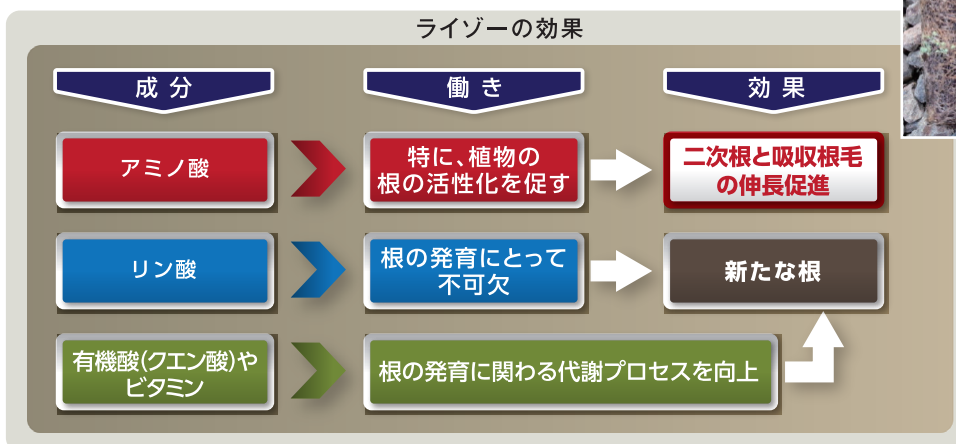 ライゾーの効果
成分
働き
効果
アミノ酸
特に、植物の
根の活性化を促す
二次根と吸収根毛
の伸長促進
リン酸
根の発育にとって
不可欠
新たな根
有機酸(クエン酸)や
ビタミン
根の発育に関わる代謝プロセスを向上